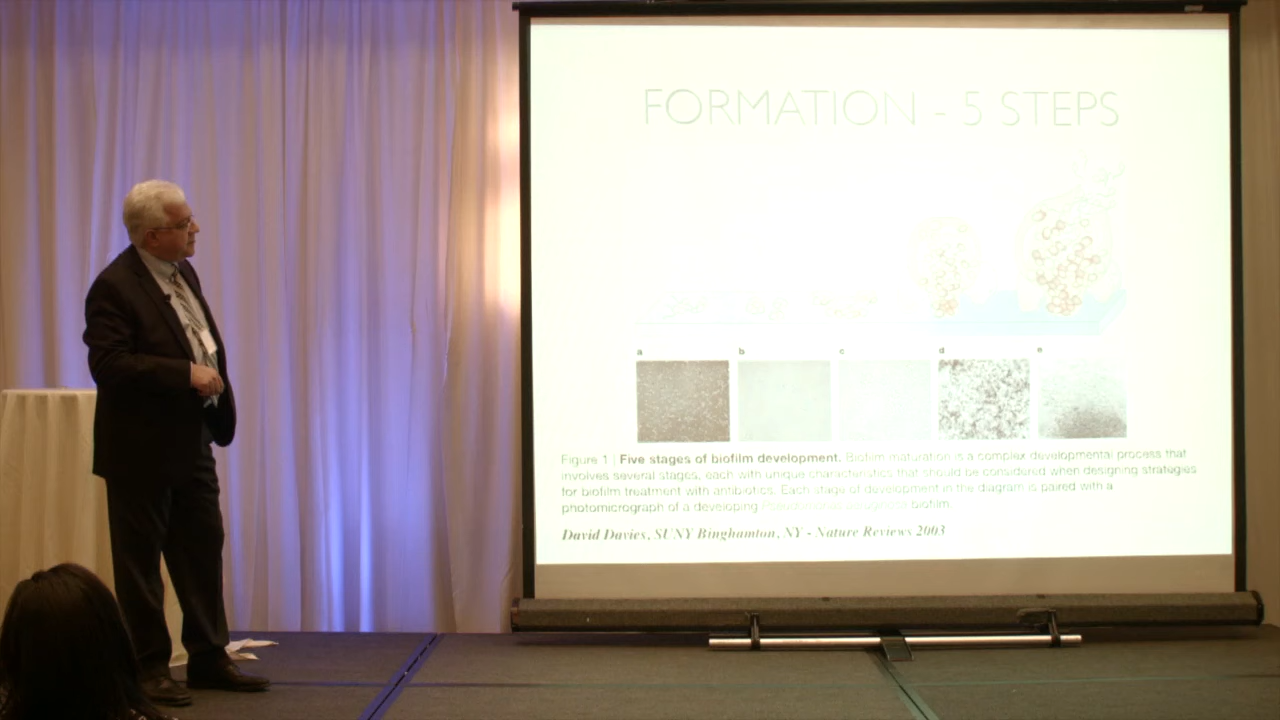 FORMATION - 5 STEPS
a b c d e
Figure 1 | Five stages of biofilm development. Biofilm maturation is a complex developmental process that
involves several stages, each with unique characteristics that should be considered when designing strategies
for biofilm treatment with antibiotics. Each stage of development in the diagram is paired with a
photomicrograph of a developing Pseudomonas aeruginosa biofilm.
David Davies, SUNY Binghamton, NY - Nature Reviews 2003